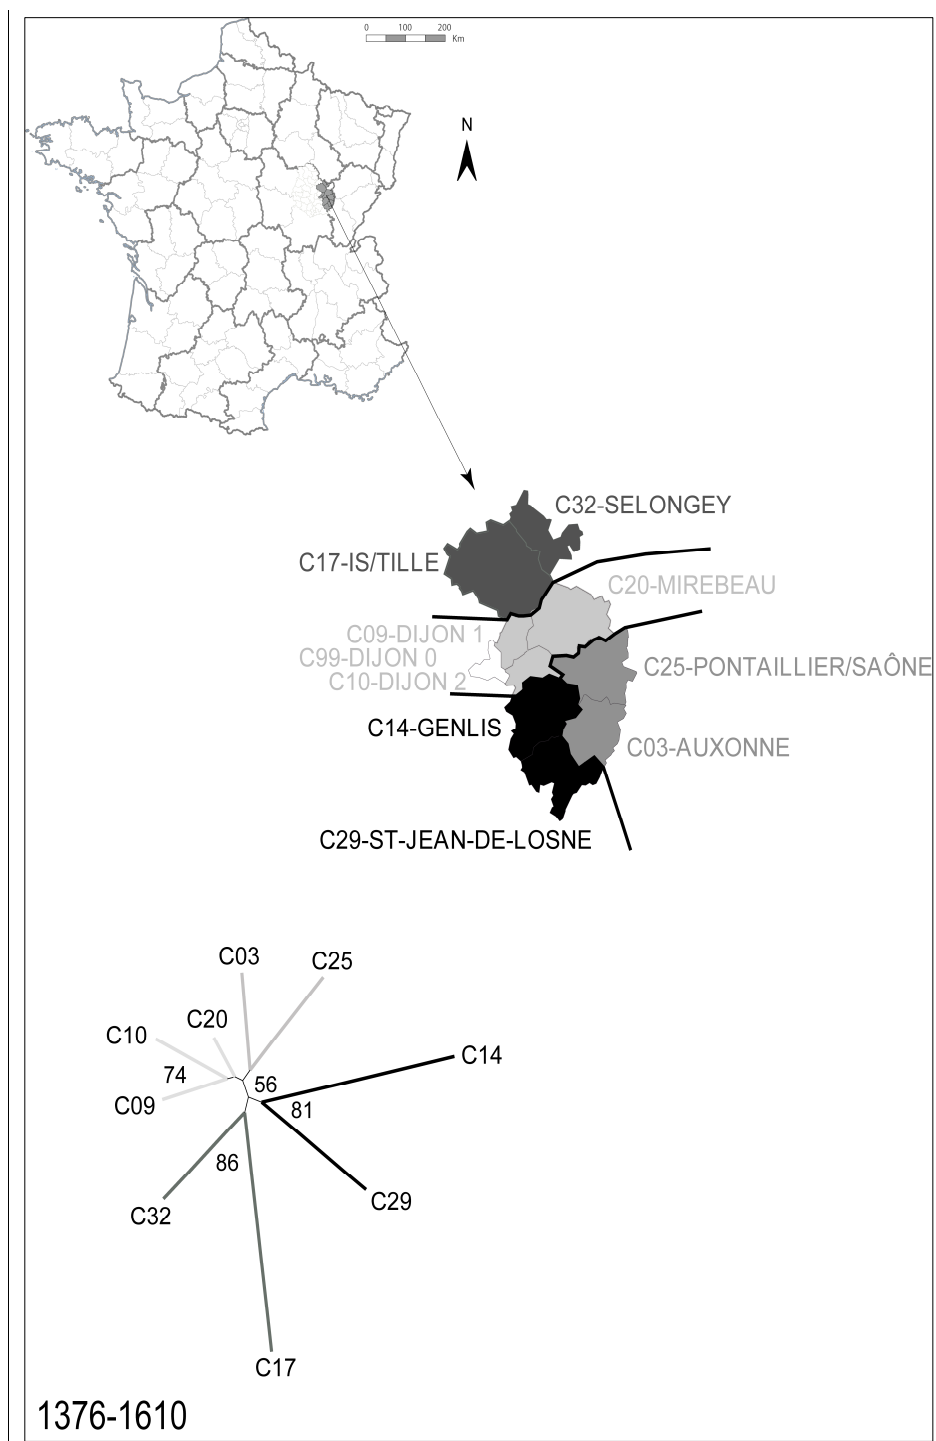 0 100 200
Km
N
C32-SELONGEY
C17-IS/TILLE
C20-MIREBEAU
C09-DIJON 1
C99-DIJON 0
C25-PONTAILLIER/SAÔNE
C10-DIJON 2
C14-GENLIS
C03-AUXONNE
C29-ST-JEAN-DE-LOSNE
C03
C25
C20
C10
C14
74
56
C09
81
86
C29
C32
C17
1376-1610